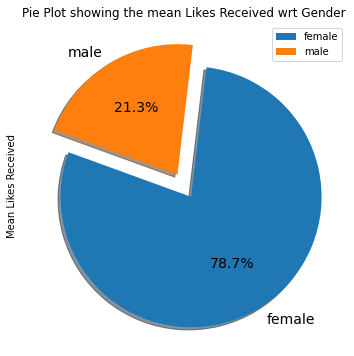 Pie Plot showing the mean Likes Received wrt Gender
female
male
male
21.3%
Mean Likes Received
78.7%
female